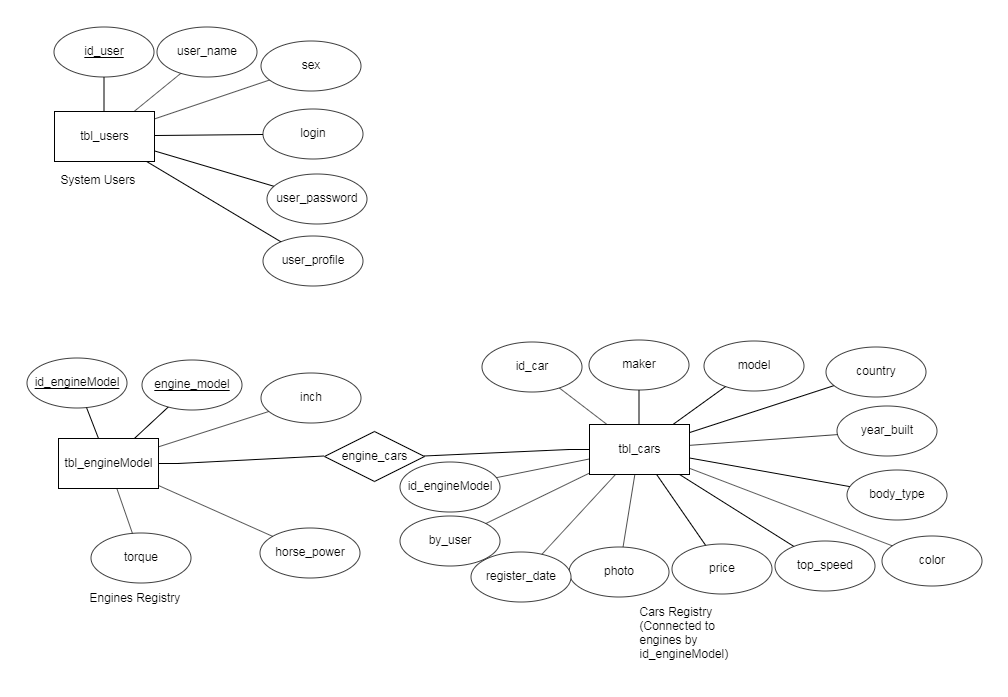 id_user
user_name
sex
tbl_users
login
System Users
user_password
user_profile
id_engineModel
engine_model
inch
tbl_engineModel
engine_cars
torque
horse_power
Engines Registry
id_car
maker
model
country
year_built
tbl_cars
id_engineModel
body_type
by_user
register_date
photo
price
top_speed
color
Cars Registry
(Connected to
engines by
id_engineModel)